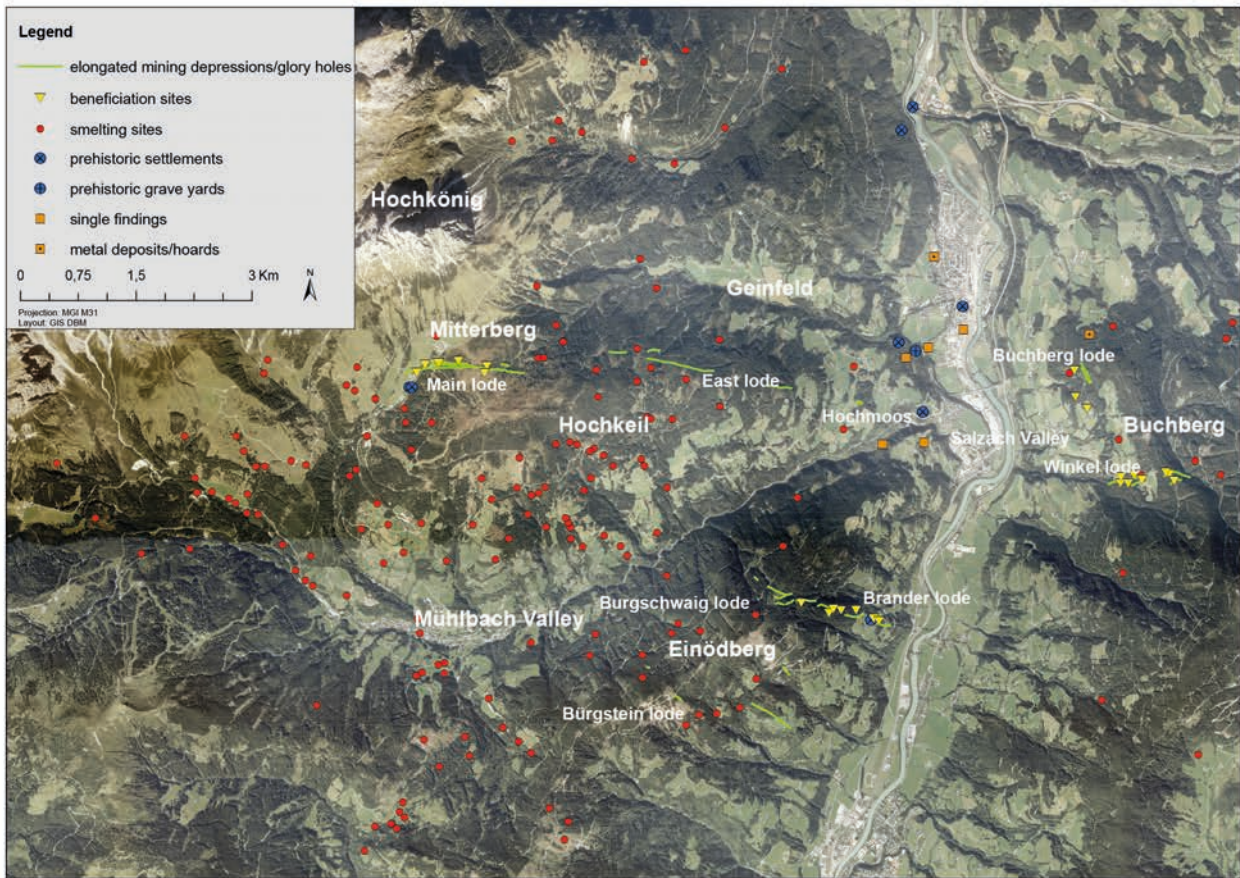 Legend
elongated mining depressions/glory holes
beneficiation sites
smelting sites
prehistoric settlements
prehistoric grave yards
single findings
metal deposits/hoards
0 0,75 1,5 3 Km
N
Projection: MGI M31
Layout: GIS DBM
Hochkönig
Geinfeld
Mitterberg
Main lode
East lode
Buchberg lode
Hochkeil
Hochmoos
Buchberg
Salzach Valley
Winkel lode
Burgschwaig lode
Brander lode
Mühlbach Valley
Einödberg
Bürgstein lode